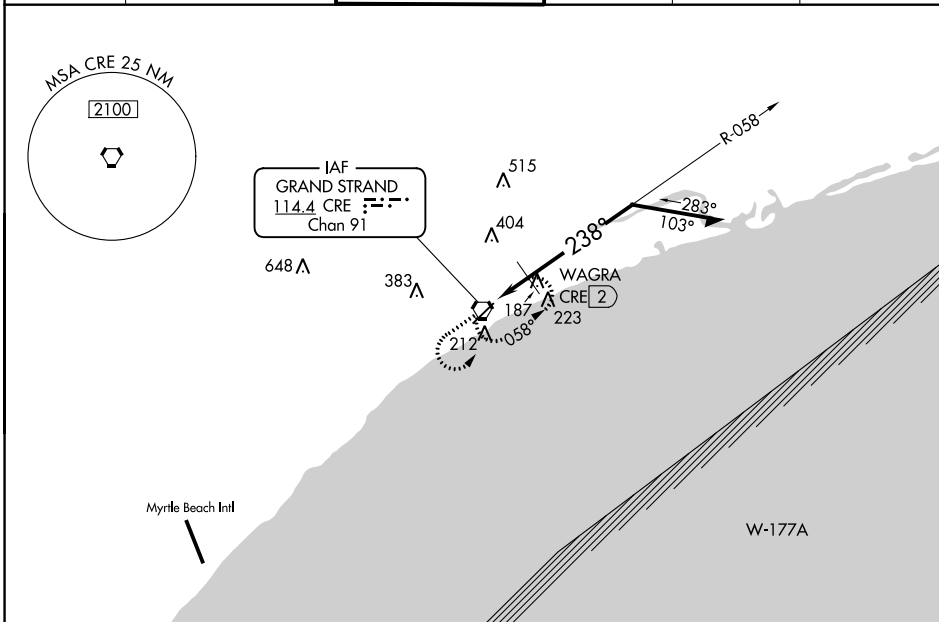 MSA CRE 25 NM
2100
IAF
GRAND STRAND
114.4 CRE
Chan 91
515
404
648
383
R-058
283°
103°
238°
WAGRA
CRE 2
187
223
212
058°
Myrtle Beach Intl
W-177A